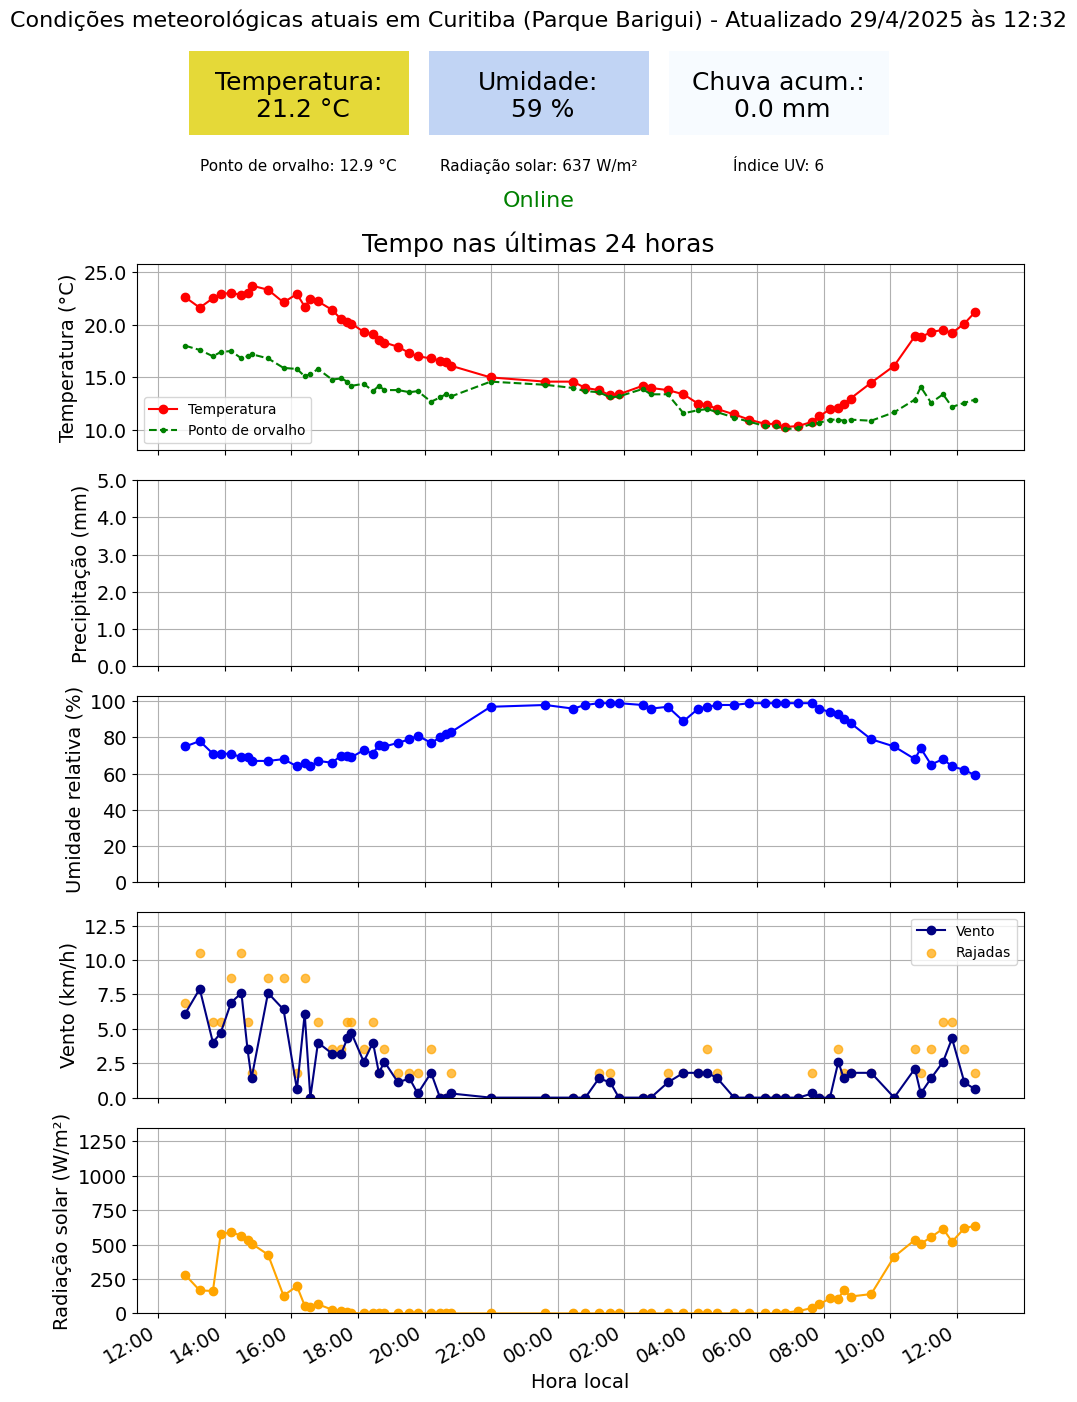 Condições meteorológicas atuais em Curitiba (Parque Barigui) - Atualizado 29/4/2025 às 12:32
Temperatura:
21.2 °C
Umidade:
59 %
Chuva acum.:
0.0 mm
Ponto de orvalho: 12.9 °C
Radiação solar: 637 W/m²
Índice UV: 6
Online
Tempo nas últimas 24 horas
Temperatura (°C)
25.0
20.0
15.0
10.0
Temperatura
Ponto de orvalho
Precipitação (mm)
5.0
4.0
3.0
2.0
1.0
0.0
Umidade relativa (%)
100
80
60
40
20
0
Vento (km/h)
12.5
10.0
7.5
5.0
2.5
0.0
Vento
Rajadas
Radiação solar (W/m²)
1250
1000
750
500
250
0
12:00
14:00
16:00
18:00
20:00
22:00
00:00
02:00
04:00
06:00
08:00
10:00
12:00
Hora local